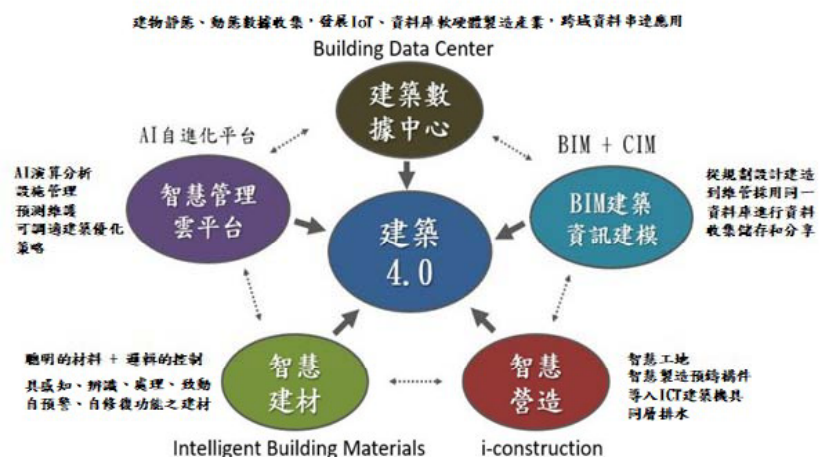 建物靜態、動態數據收集，發展IoT、資料庫軟硬體製造產業，跨域資料串連應用
Building Data Center
建築數
據中心
AI自進化平台
AI演算分析
設施管理
預測維護
可調適建築優化
策略
智慧管理
雲平台
BIM + CIM
BIM建築
資訊建模
從規劃設計建造
到維管採用同一
資料庫進行資料
收集儲存和分享
建築
4.0
聰明的材料 + 邏輯的控制
具感知、辨識、處理、致動
自預警、自修復功能之建材
智慧
建材
Intelligent Building Materials
智慧
營造
智慧工地
智慧製造預鑄構件
導入ICT建築機具
同層排水
i-construction